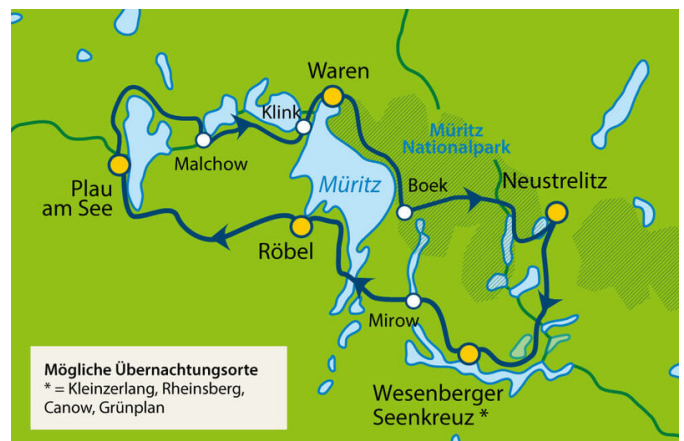 Waren
Klink
Malchow
Müritz
Nationalpark
Müritz
Boek
Neustrelitz
Plau
am See
Röbel
Mirow
Wesenberger
Seenkreuz *
Mögliche Übernachtungsorte
* = Kleinzerlang, Rheinsberg,
Canow, Grünplan